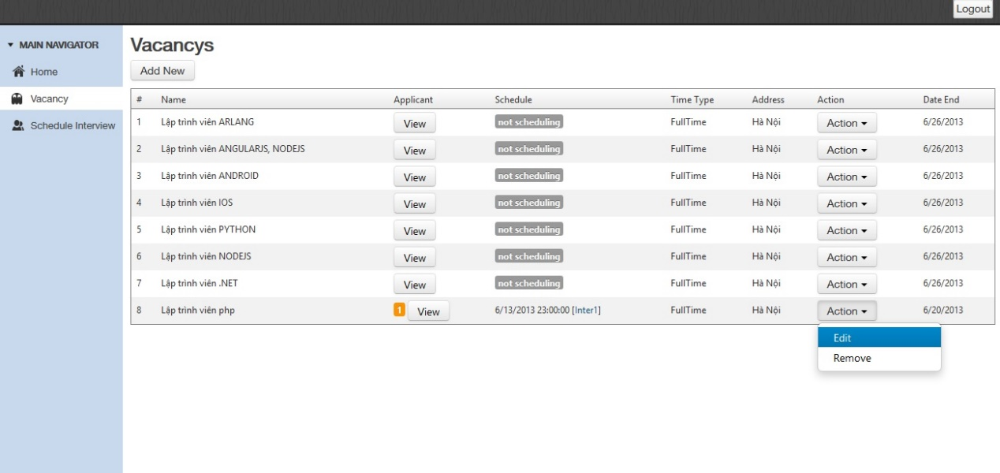 Logout
MAIN NAVIGATOR
Home
Vacancy
Schedule Interview
Vacancys
Add New
# Name Applicant Schedule Time Type Address Action Date End
1 Lập trình viên ARLANG View not scheduling FullTime Hà Nội Action 6/26/2013
2 Lập trình viên ANGULARJS, NODEJS View not scheduling FullTime Hà Nội Action 6/26/2013
3 Lập trình viên ANDROID View not scheduling FullTime Hà Nội Action 6/26/2013
4 Lập trình viên IOS View not scheduling FullTime Hà Nội Action 6/26/2013
5 Lập trình viên PYTHON View not scheduling FullTime Hà Nội Action 6/26/2013
6 Lập trình viên NODEJS View not scheduling FullTime Hà Nội Action 6/26/2013
7 Lập trình viên .NET View not scheduling FullTime Hà Nội Action 6/26/2013
8 Lập trình viên php 1 View 6/13/2013 23:00:00 [Inter1] FullTime Hà Nội Action 6/20/2013
Edit
Remove